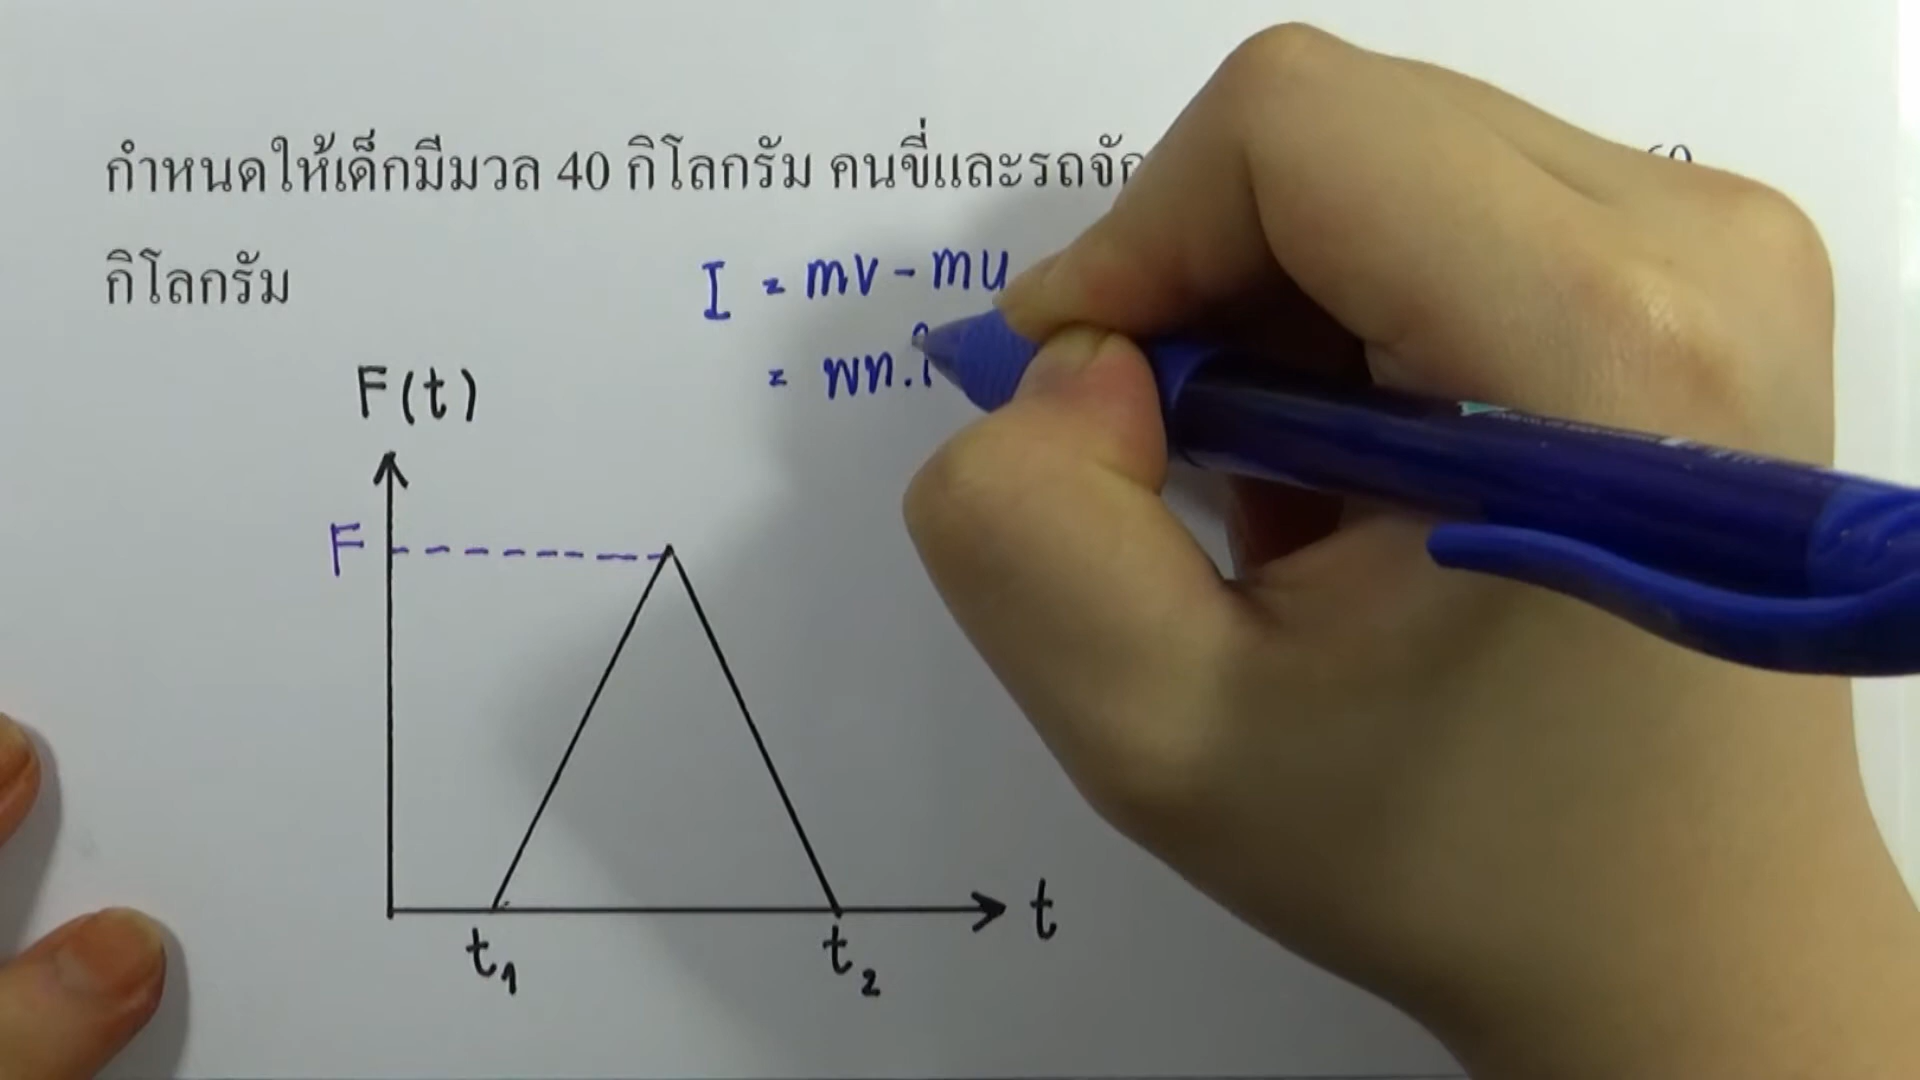 กำหนดให้เด็กมีมวล 40 กิโลกรัม คนขี่และรถจัก
กิโลกรัม
I = mv - mu
= พท.
F(t)
F
t
t₁
t₂